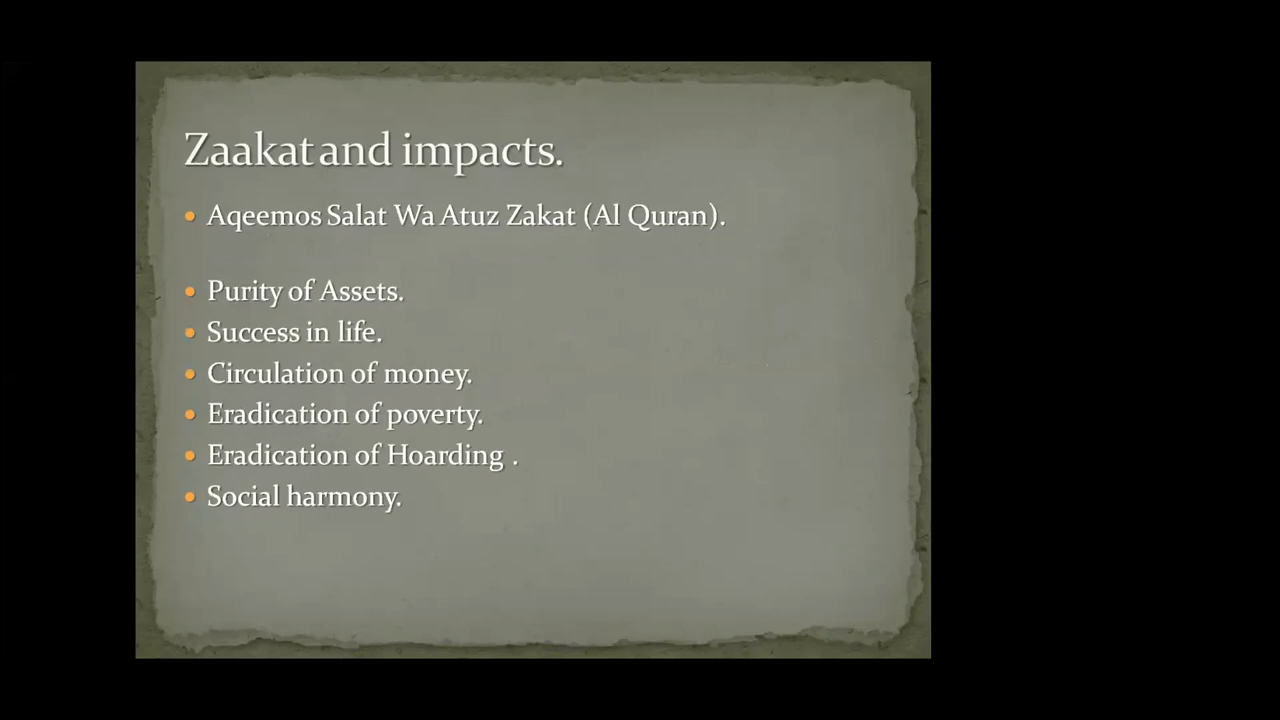 Zaakat and impacts.
Aqeemos Salat Wa Atuz Zakat (Al Quran).
Purity of Assets.
Success in life.
Circulation of money.
Eradication of poverty.
Eradication of Hoarding .
Social harmony.